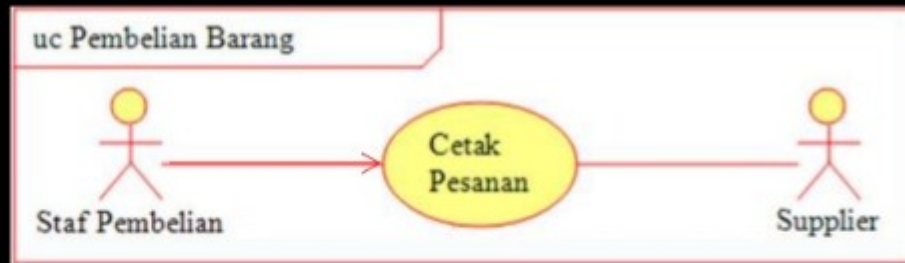 uc Pembelian Barang
Cetak
Pesanan
Staf Pembelian
Supplier